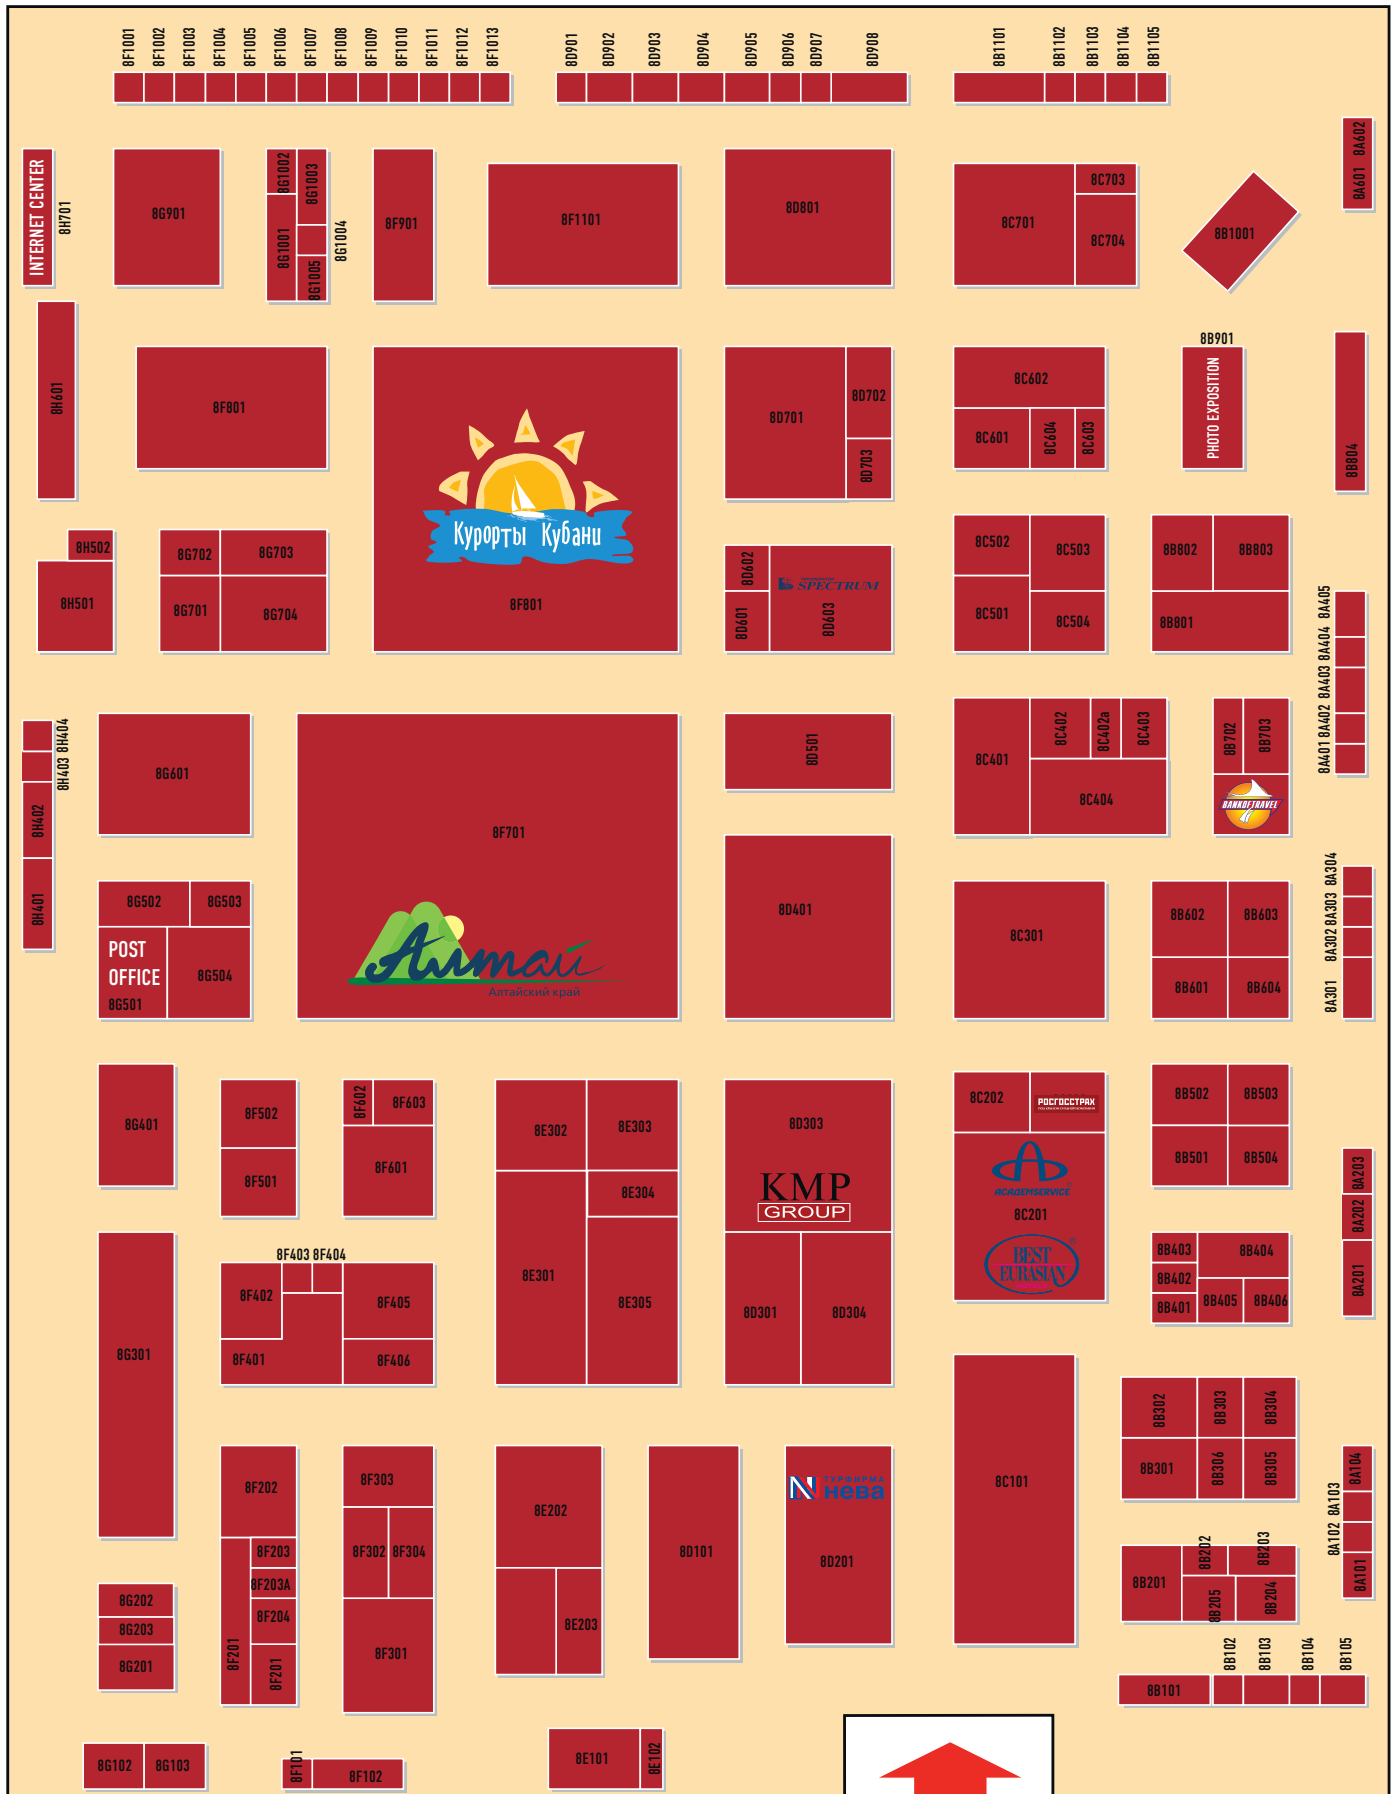 8F1001
8F1002
8F1003
8F1004
8F1005
8F1006
8F1007
8F1008
8F1009
8F1010
8F1011
8F1012
8F1013
8D901
8D902
8D903
8D904
8D905
8D906
8D907
8D908
8B1101
8B1102
8B1103
8B1104
8B1105
8A601 8A602
INTERNET CENTER
8H701
8G901
8G1002
8G1003
8G1001
8G1005
8G1004
8F901
8F1101
8D801
8C701
8C703
8C704
8B1001
8H601
8F801
Курорты Кубани
8F801
8D701
8D702
8D703
8C602
8C601
8C604
8C603
8B901
PHOTO EXPOSITION
8B804
8H502
8H501
8G702
8G703
8G701
8G704
8D602
8D601
SPECTRUM
8D603
8C502
8C503
8C501
8C504
8B802
8B803
8B801
8A401 8A402 8A403 8A404 8A405
8H403 8H404
8H402
8H401
8G601
8F701
Алтай
Алтайский край
8D501
8D401
8C401
8C402
8C402a
8C403
8C404
8B702
8B703
BANKOFTRAVEL
8G502
8G503
POST
OFFICE
8G501
8G504
8C301
8B602
8B603
8B601
8B604
8A301
8A302 8A303 8A304
8G401
8F502
8F501
8F602
8F603
8F601
8E302
8E303
8E304
8E301
8E305
8D303
KMP
GROUP
8D301
8D304
8C202
РОСГОССТРАХ
ACADEMSERVICE
8C201
BEST
EURASIAN
8B502
8B503
8B501
8B504
8A203
8A202
8A201
8B403
8B404
8B402
8B401
8B405
8B406
8G301
8F403 8F404
8F402
8F405
8F401
8F406
8C101
8B302
8B303
8B304
8B301
8B306
8B305
8A104
8A102 8A103
8A101
8F202
8F203
8F203A
8F204
8F201
8F201
8F303
8F302
8F304
8F301
8E202
8E203
8D101
ТУРФИРМА
нева
8D201
8B201
8B202
8B203
8B205
8B204
8G202
8G203
8G201
8B101
8B102
8B103
8B104
8B105
8G102
8G103
8F101
8F102
8E101
8E102